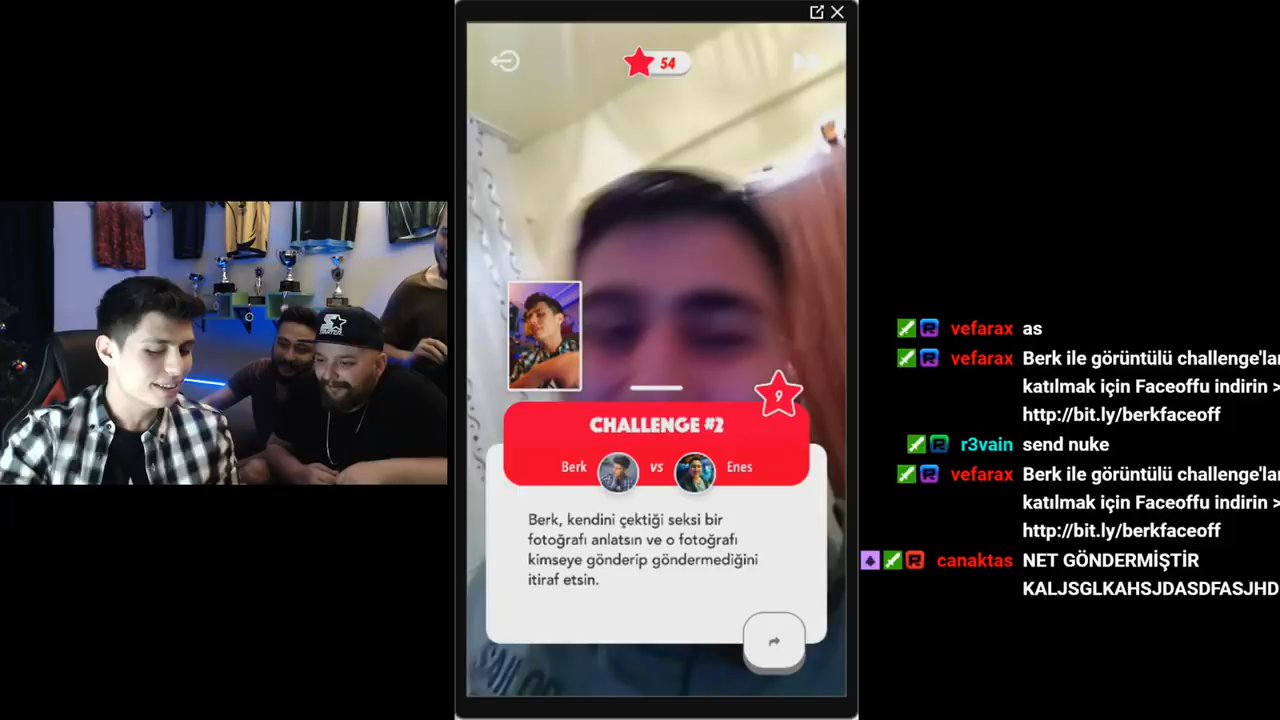 54
9
CHALLENGE #2
Berk vs Enes
Berk, kendini çektiği seksi bir
fotoğrafı anlatsın ve o fotoğrafı
kimseye gönderip göndermediğini
itiraf etsin.
vefarax as
vefarax Berk ile görüntülü challenge'lar
katılmak için Faceoffu indirin >
http://bit.ly/berkfaceoff
r3vain send nuke
vefarax Berk ile görüntülü challenge'lar
katılmak için Faceoffu indirin >
http://bit.ly/berkfaceoff
canaktas NET GÖNDERMİŞTİR
KALJSGLKAHSJDASDFASJHD